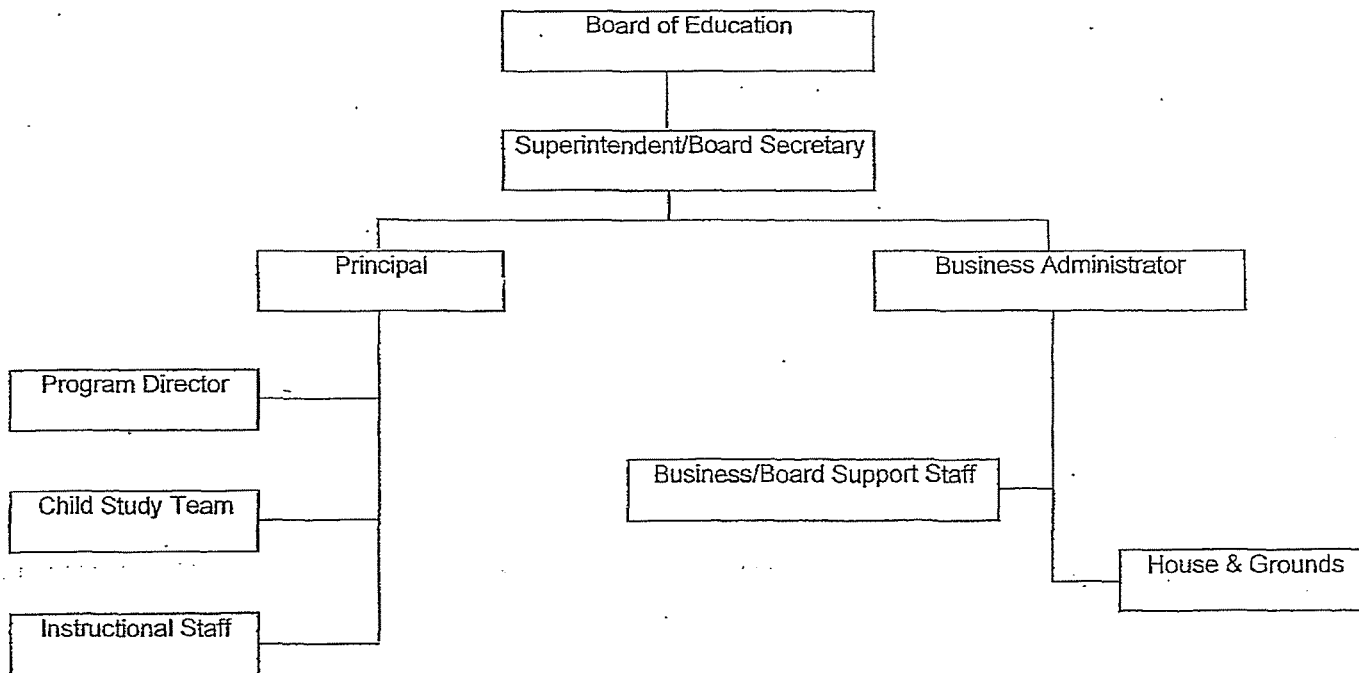 Board of Education
Superintendent/Board Secretary
Principal
Business Administrator
Program Director
Business/Board Support Staff
Child Study Team
House & Grounds
Instructional Staff